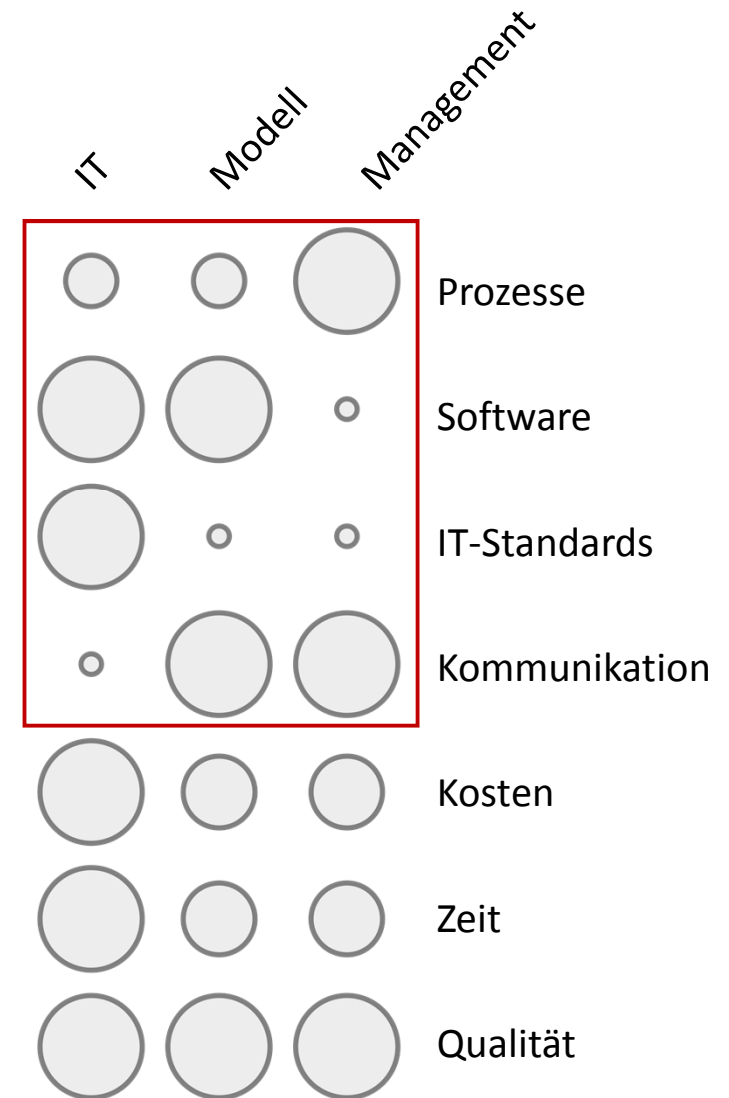 IT
Modell
Management
Prozesse
Software
IT-Standards
Kommunikation
Kosten
Zeit
Qualität